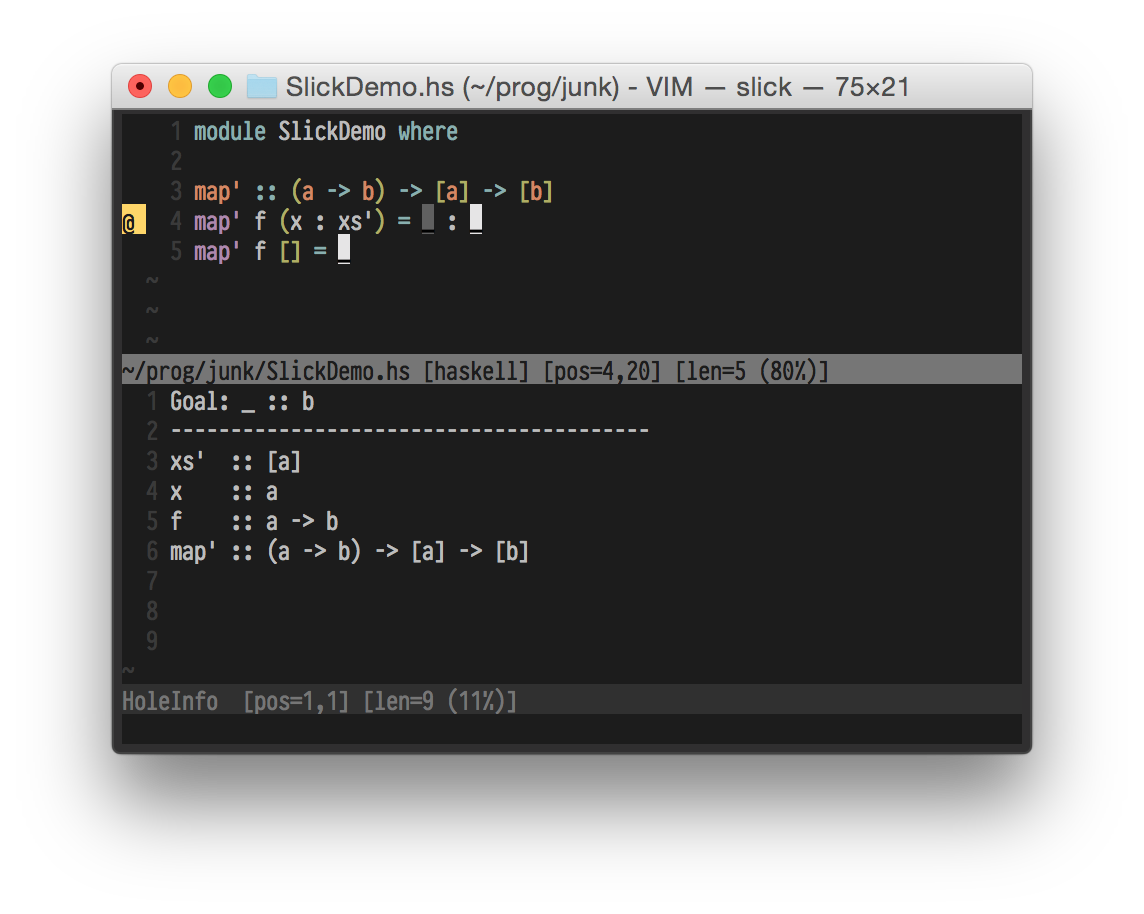 SlickDemo.hs (~/prog/junk) - VIM — slick — 75×21
1 module SlickDemo where
2
3 map' :: (a -> b) -> [a] -> [b]
@ 4 map' f (x : xs') = _ : _
5 map' f [] = _
~
~
~
~/prog/junk/SlickDemo.hs [haskell] [pos=4,20] [len=5 (80%)]
1 Goal: _ :: b
2 ----------------------------------------
3 xs'  :: [a]
4 x    :: a
5 f    :: a -> b
6 map' :: (a -> b) -> [a] -> [b]
7
8
9
~
HoleInfo  [pos=1,1] [len=9 (11%)]